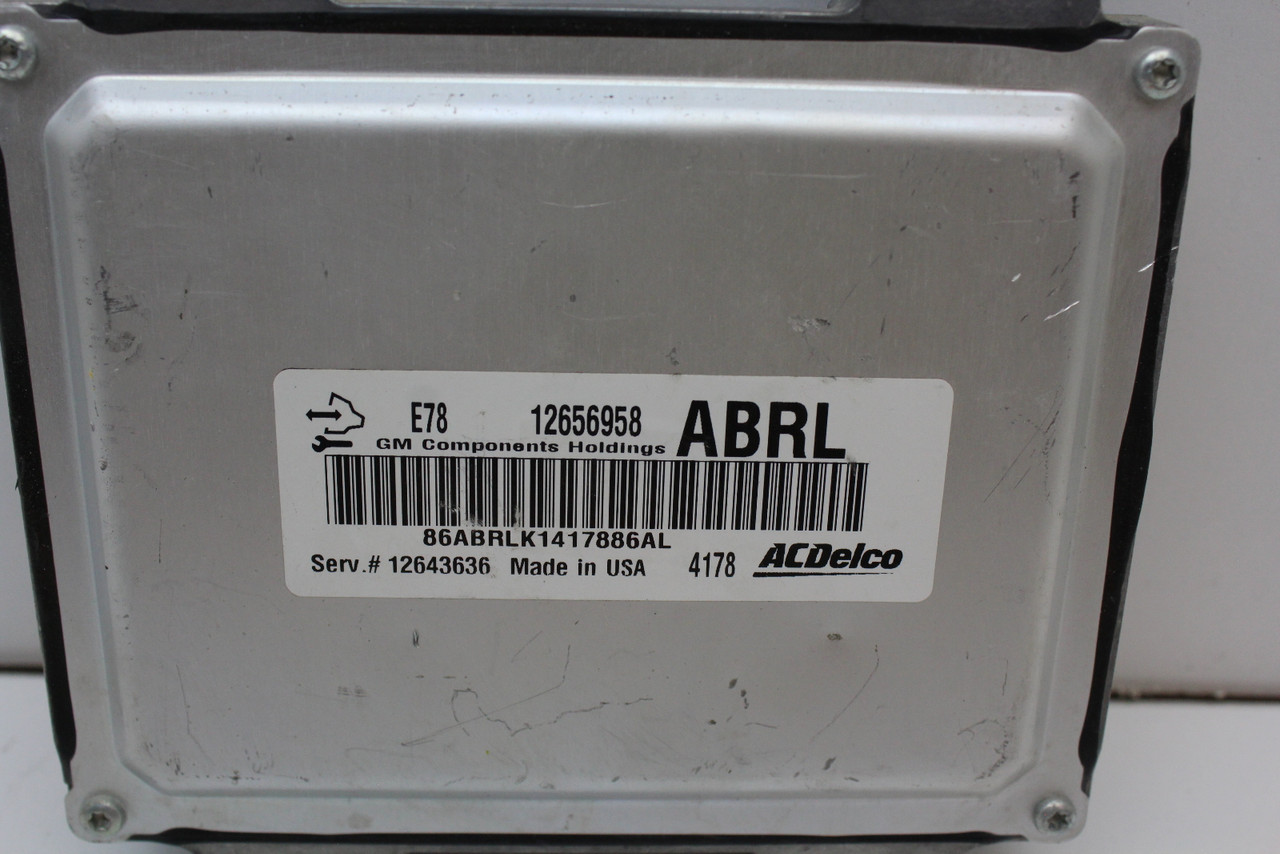 E78 12656958 ABRL
GM Components Holdings
86ABRLK1417886AL
Serv.# 12643636 Made in USA 4178 ACDelco